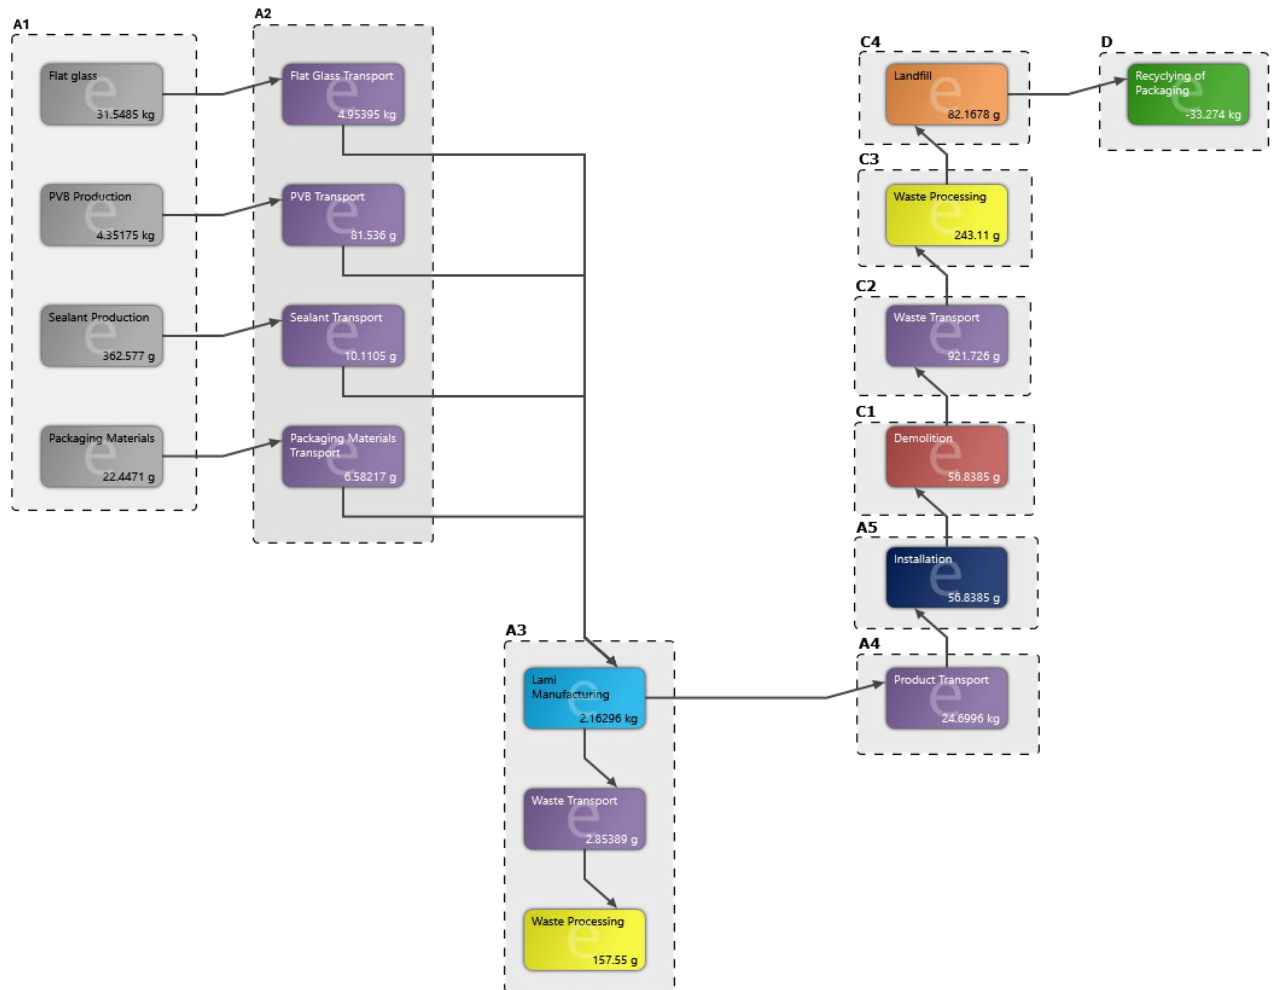 A1
Flat glass
31.5485 kg
PVB Production
4.35175 kg
Sealant Production
362.577 g
Packaging Materials
22.4471 g
A2
Flat Glass Transport
4.95395 kg
PVB Transport
81.536 g
Sealant Transport
10.1105 g
Packaging Materials
Transport
6.58217 g
A3
Lami
Manufacturing
2.16296 kg
Waste Transport
2.85389 g
Waste Processing
157.55 g
C4
Landfill
82.1678 g
C3
Waste Processing
243.11 g
C2
Waste Transport
921.726 g
C1
Demolition
56.8385 g
A5
Installation
56.8385 g
A4
Product Transport
24.6996 kg
D
Recyclying of
Packaging
-33.274 kg